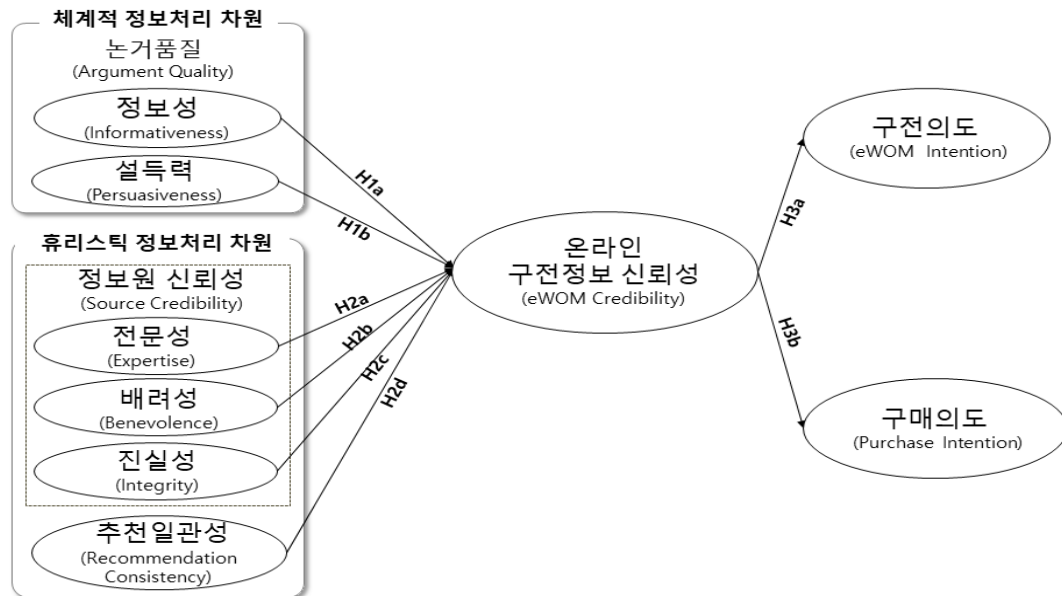 체계적 정보처리 차원
논거품질
(Argument Quality)
정보성
(Informativeness)
설득력
(Persuasiveness)
H1a
H1b
휴리스틱 정보처리 차원
정보원 신뢰성
(Source Credibility)
전문성
(Expertise)
배려성
(Benevolence)
진실성
(Integrity)
추천일관성
(Recommendation
Consistency)
H2a
H2b
H2c
H2d
온라인
구전정보 신뢰성
(eWOM Credibility)
H3a
H3b
구전의도
(eWOM Intention)
구매의도
(Purchase Intention)